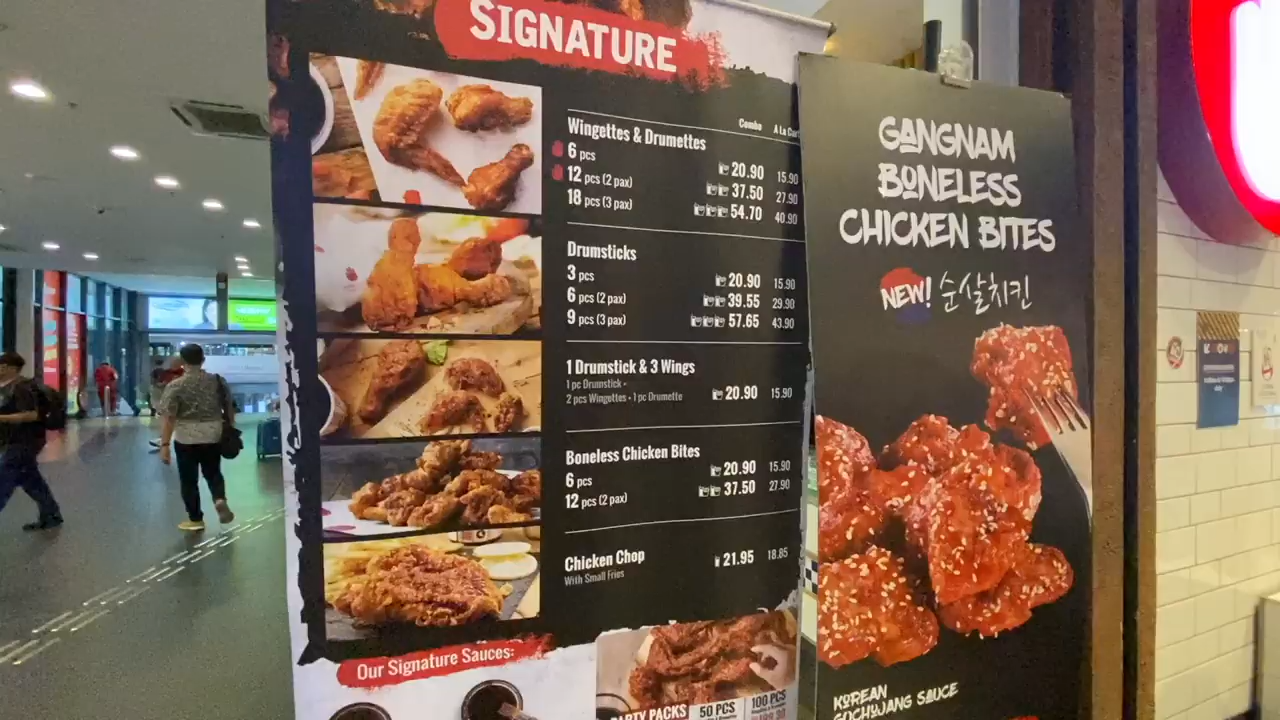 SIGNATURE
Combo
Wingettes & Drumettes
6 pcs 20.90 15.90
12 pcs (2 pax) 37.50 27.90
18 pcs (3 pax) 54.70 40.90
Drumsticks
3 pcs 20.90 15.90
6 pcs (2 pax) 39.55 29.90
9 pcs (3 pax) 57.65 43.90
1 Drumstick & 3 Wings
1 pc Drumstick •
2 pcs Wingettes • 1 pc Drumette 20.90 15.90
Boneless Chicken Bites
6 pcs 20.90 15.90
12 pcs (2 pax) 37.50 27.90
Chicken Chop 21.95 18.85
With Small Fries
Our Signature Sauces:
PARTY PACKS
50 PCS
100 PCS
GANGNAM
BONELESS
CHICKEN BITES
NEW! 순살치킨
KOREAN
GOCHUJANG SAUCE